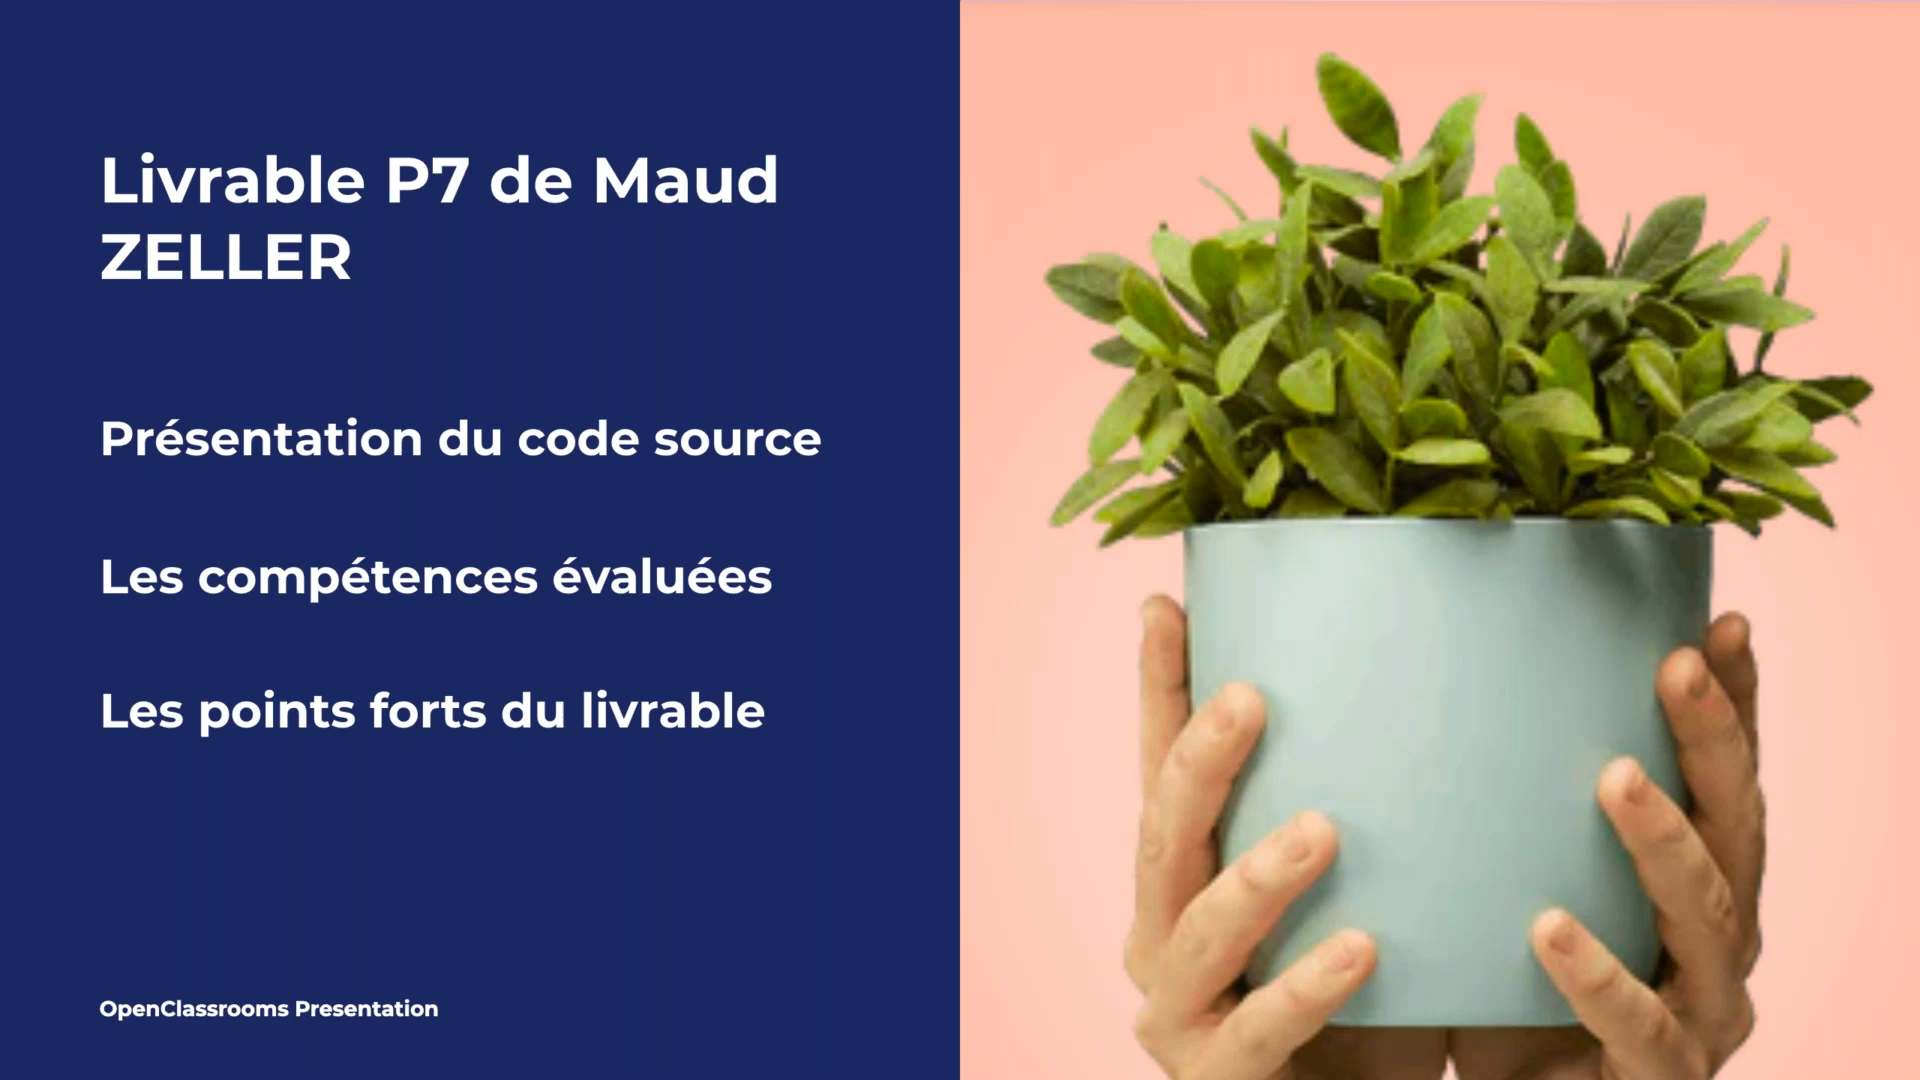 Livrable P7 de Maud
ZELLER
Présentation du code source
Les compétences évaluées
Les points forts du livrable
OpenClassrooms Presentation